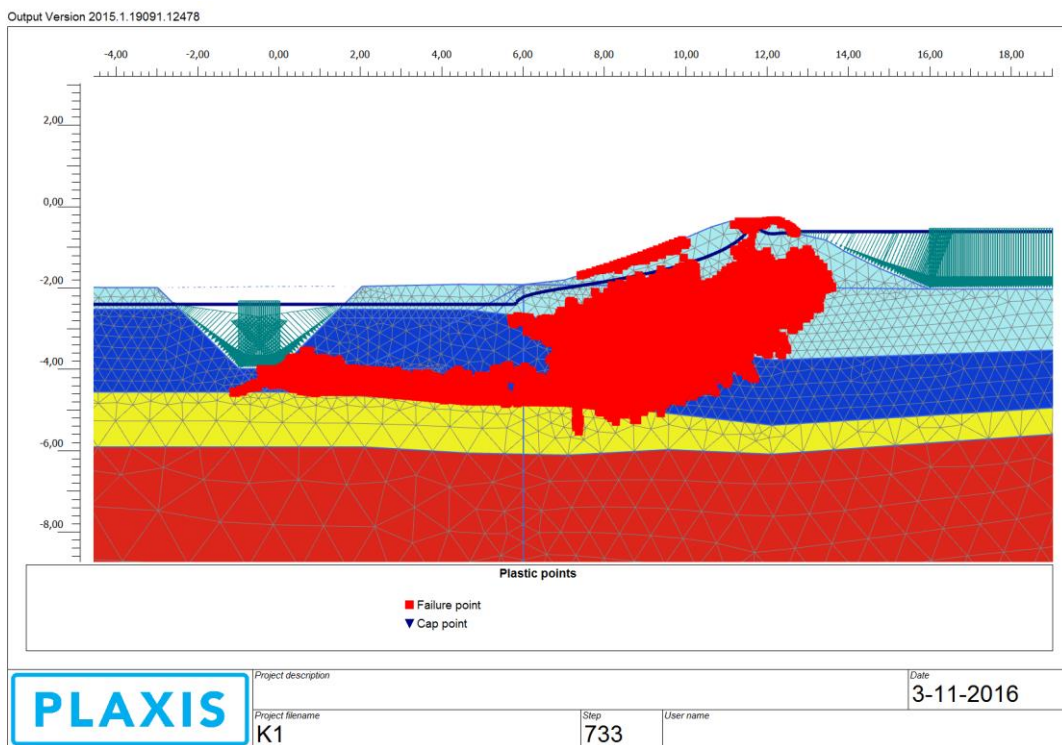 Output Version 2015.1.19091.12478
-4,00 -2,00 0,00 2,00 4,00 6,00 8,00 10,00 12,00 14,00 16,00 18,00
2,00
0,00
-2,00
-4,00
-6,00
-8,00
Plastic points
Failure point
Cap point
PLAXIS
Project description
Date
3-11-2016
Project filename
K1
Step
733
User name